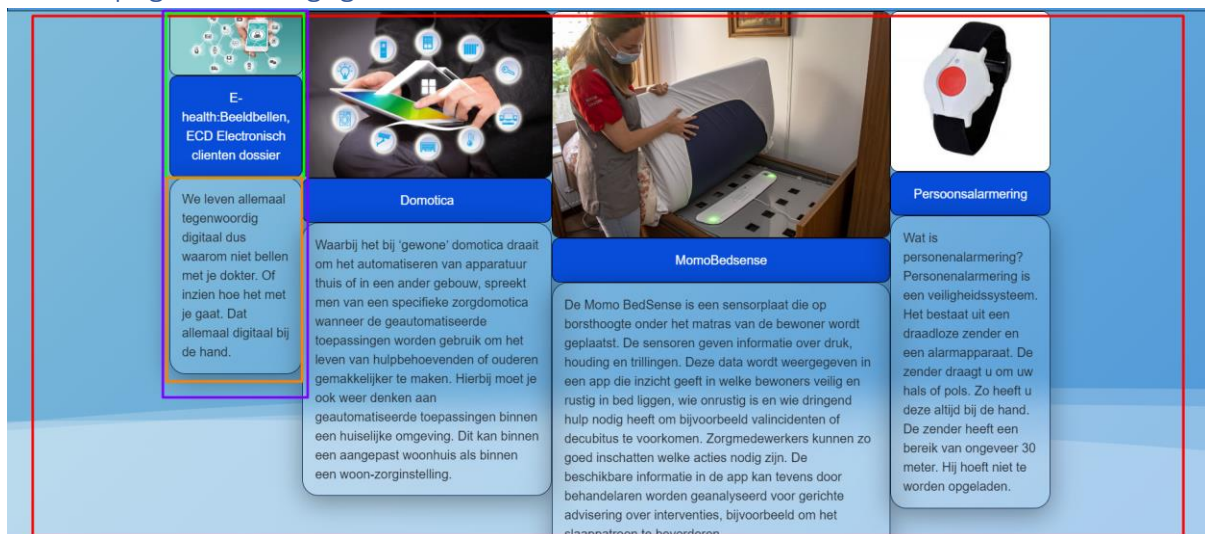 E-
health:Beeldbellen,
ECD Electronisch
clienten dossier
We leven allemaal
tegenwoordig
digitaal dus
waarom niet bellen
met je dokter. Of
inzien hoe het met
je gaat. Dat
allemaal digitaal bij
de hand.
Domotica
Waarbij het bij ‘gewone’ domotica draait
om het automatiseren van apparatuur
thuis of in een ander gebouw, spreekt
men van een specifieke zorgdomotica
wanneer de geautomatiseerde
toepassingen worden gebruik om het
leven van hulpbehoevenden of ouderen
gemakkelijker te maken. Hierbij moet je
ook weer denken aan
geautomatiseerde toepassingen binnen
een huiselijke omgeving. Dit kan binnen
een aangepast woonhuis als binnen
een woon-zorginstelling.
MomoBedsense
De Momo BedSense is een sensorplaat die op
borsthoogte onder het matras van de bewoner wordt
geplaatst. De sensoren geven informatie over druk,
houding en trillingen. Deze data wordt weergegeven in
een app die inzicht geeft in welke bewoners veilig en
rustig in bed liggen, wie onrustig is en wie dringend
hulp nodig heeft om bijvoorbeeld valincidenten of
decubitus te voorkomen. Zorgmedewerkers kunnen zo
goed inschatten welke acties nodig zijn. De
beschikbare informatie in de app kan tevens door
behandelaren worden geanalyseerd voor gerichte
advisering over interventies, bijvoorbeeld om het
slaappatroon te bevorderen.
Persoonsalarmering
Wat is
personenalarmering?
Personenalarmering is
een veiligheidssysteem.
Het bestaat uit een
draadloze zender en
een alarmapparaat. De
zender draagt u om uw
hals of pols. Zo heeft u
deze altijd bij de hand.
De zender heeft een
bereik van ongeveer 30
meter. Hij hoeft niet te
worden opgeladen.